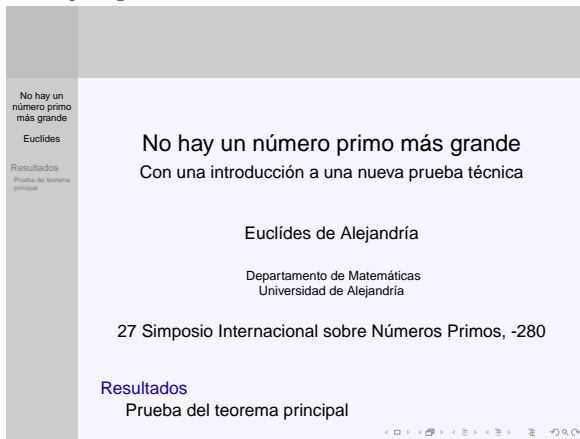 No hay un
número primo
más grande
Euclídes
Resultados
Prueba del teorema
principal
No hay un número primo más grande
Con una introducción a una nueva prueba técnica
Euclídes de Alejandría
Departamento de Matemáticas
Universidad de Alejandría
27 Simposio Internacional sobre Números Primos, -280
Resultados
Prueba del teorema principal